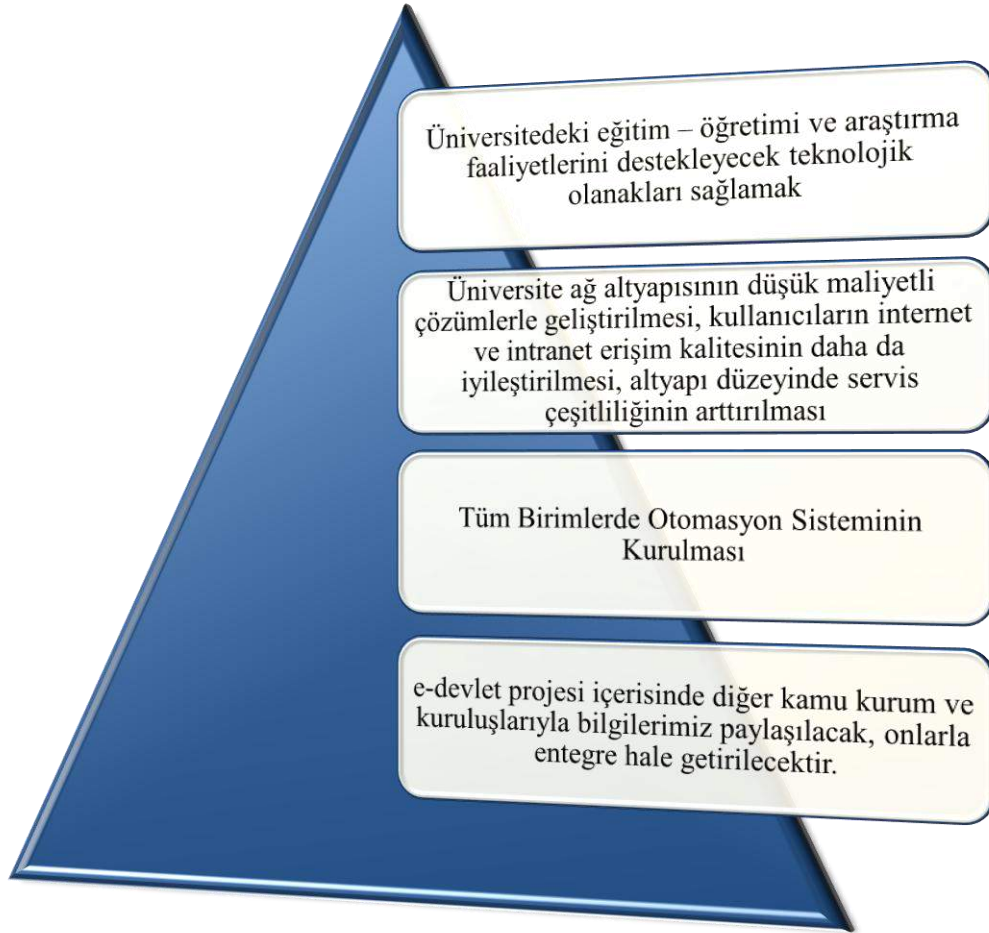 Üniversitedeki eğitim – öğretimi ve araştırma
faaliyetlerini destekleyecek teknolojik
olanakları sağlamak
Üniversite ağ altyapısının düşük maliyetli
çözümlerle geliştirilmesi, kullanıcıların internet
ve intranet erişim kalitesinin daha da
iyileştirilmesi, altyapı düzeyinde servis
çeşitliliğinin arttırılması
Tüm Birimlerde Otomasyon Sisteminin
Kurulması
e-devlet projesi içerisinde diğer kamu kurum ve
kuruluşlarıyla bilgilerimiz paylaşılacak, onlarla
entegre hale getirilecektir.